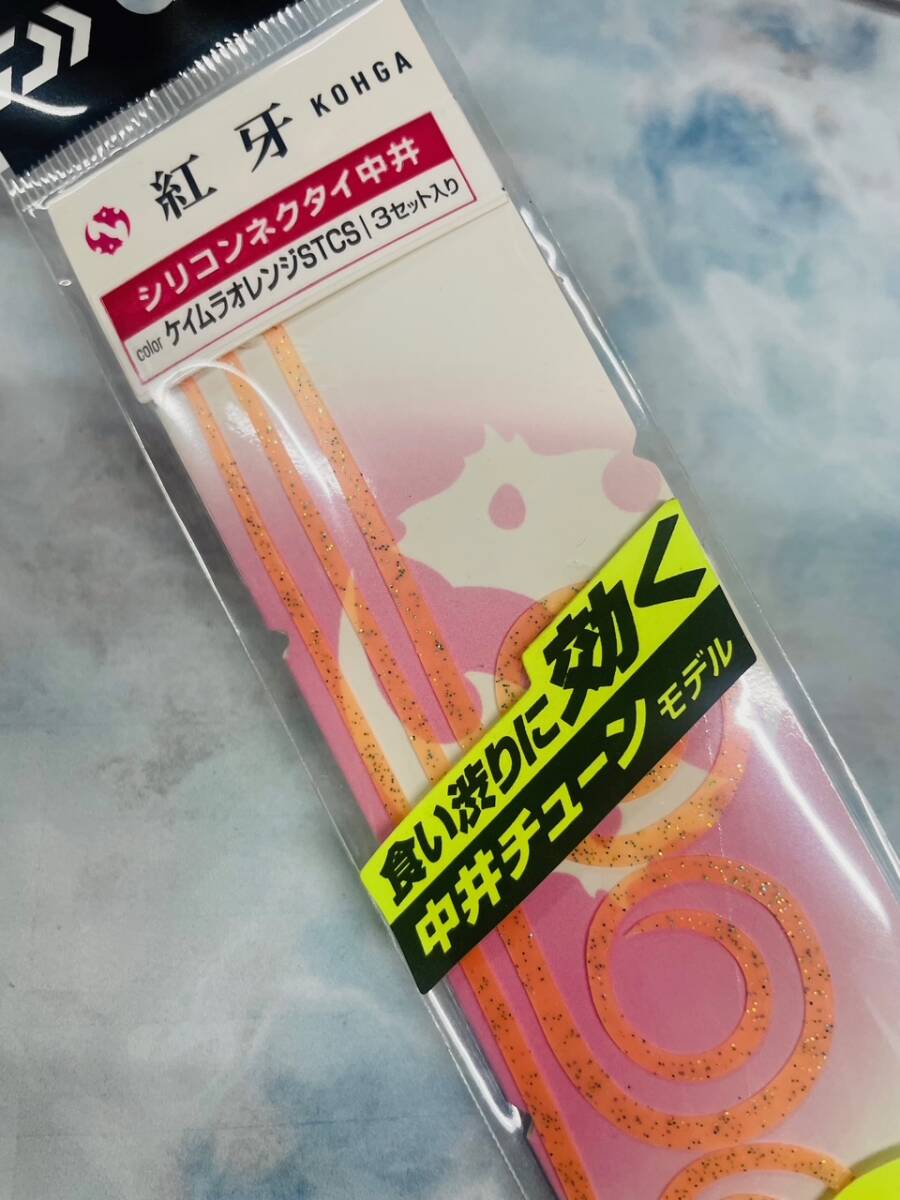 紅牙 KOHGA
シリコンネクタイ中井
color ケイムラオレンジSTCS | 3セット入り
食い渋りに効く
中井チューンモデル